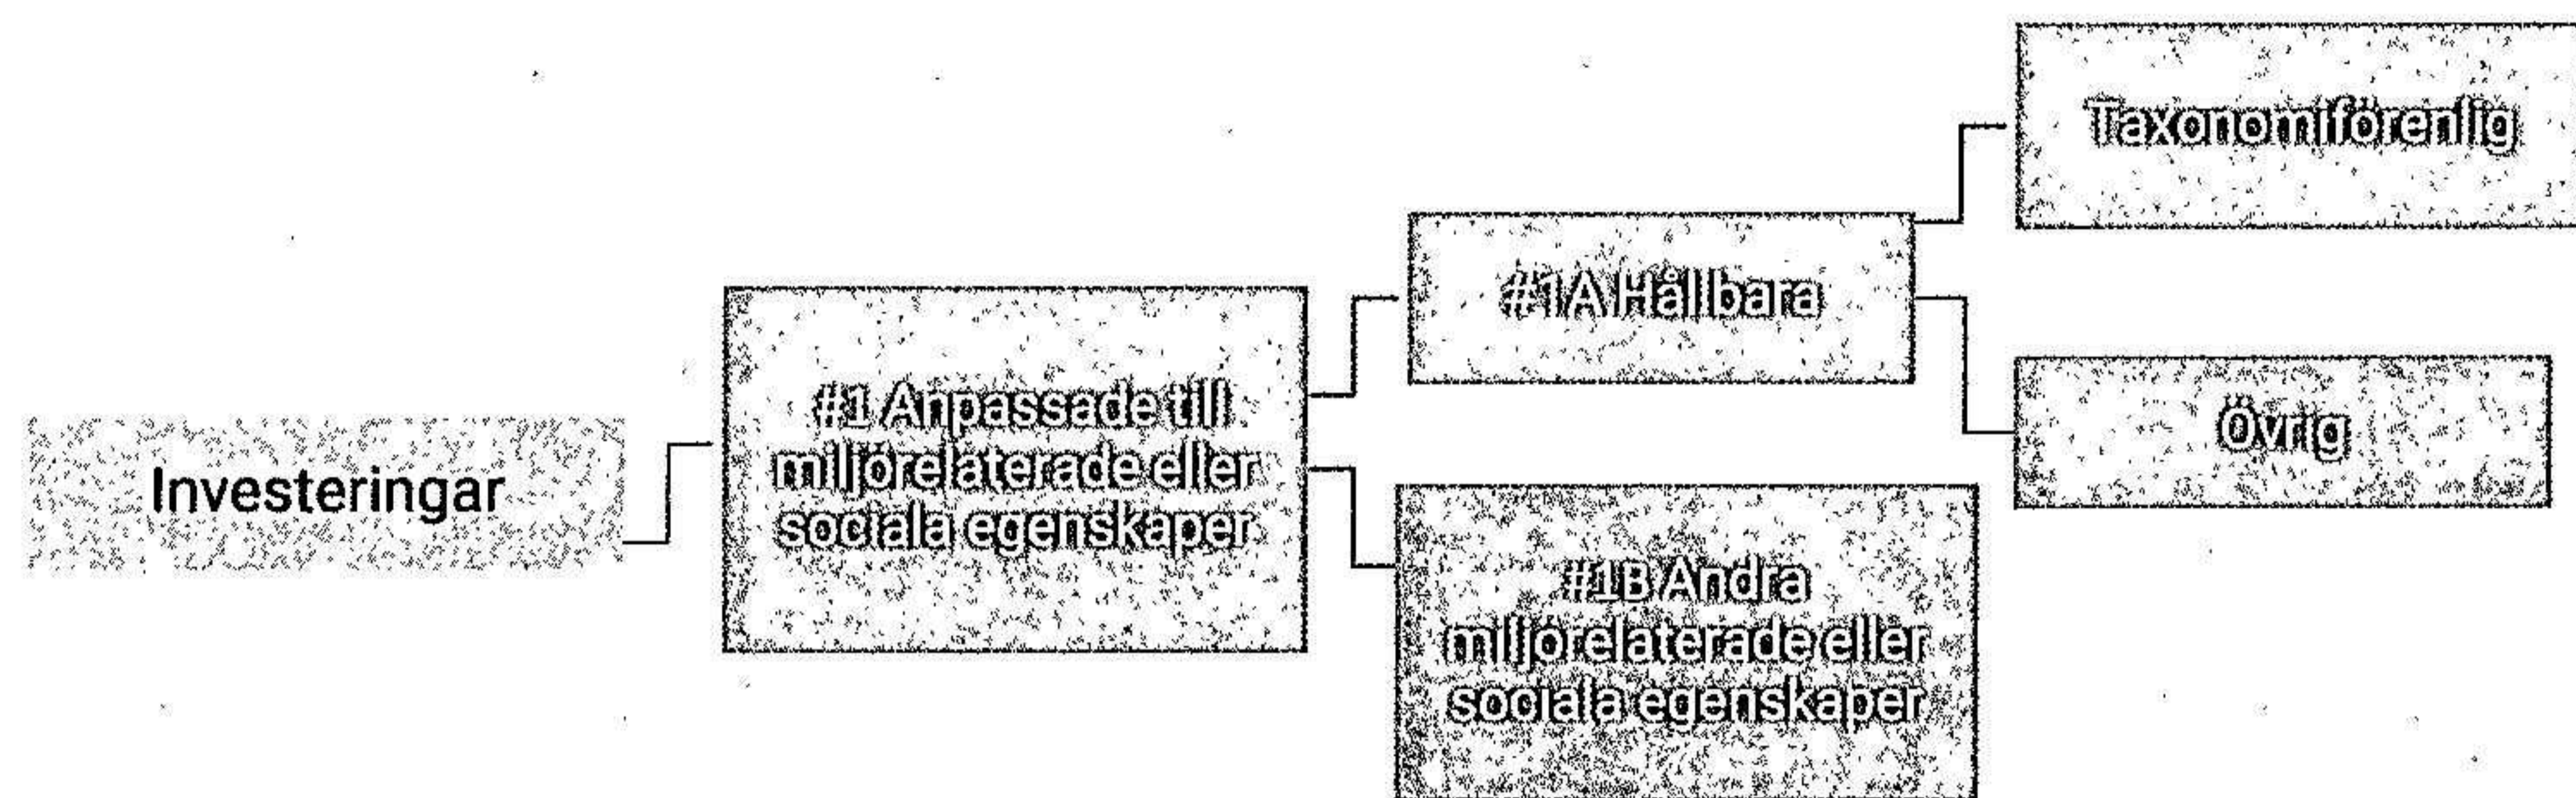 Taxonomiförenlig
#1A Hållbara
#1 Anpassade till
miljörelaterade eller
sociala egenskaper
Övrig
Investeringar
#1B Andra
miljörelaterade eller
sociala egenskaper